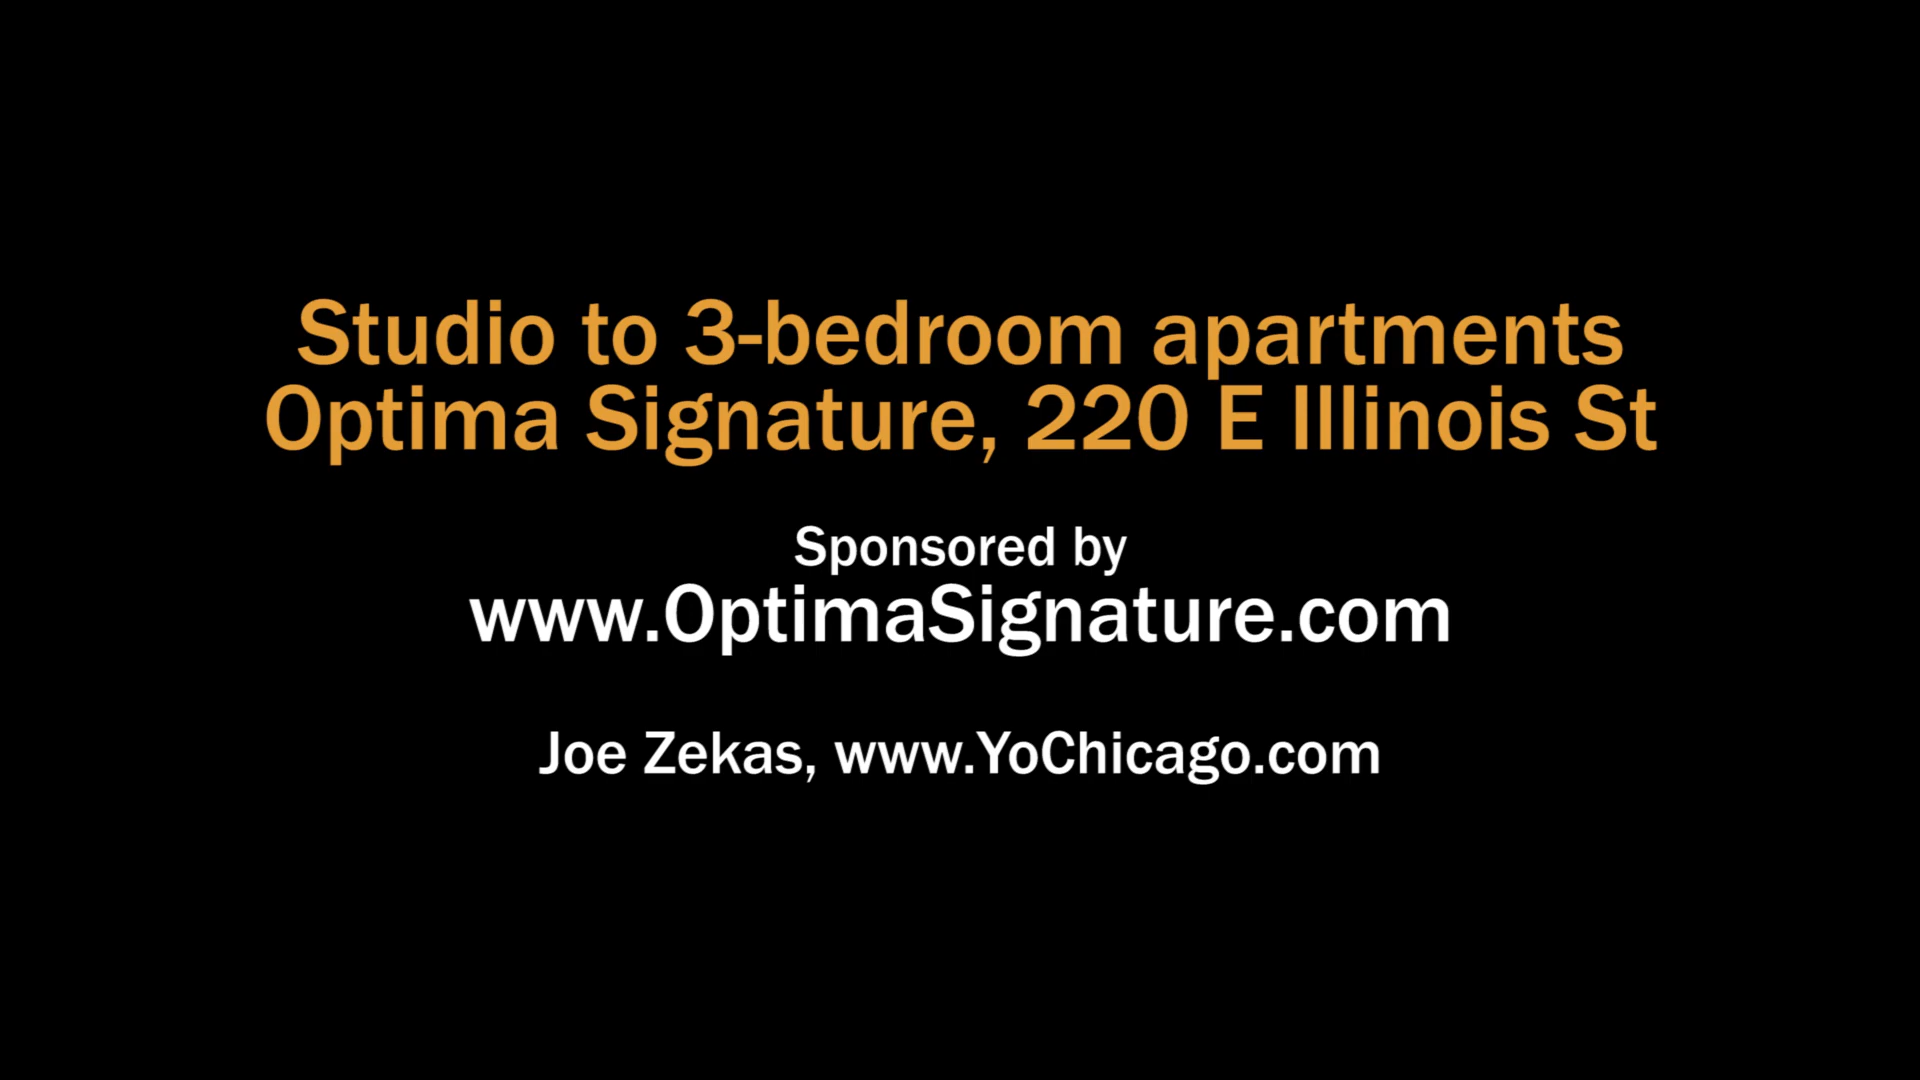 Studio to 3-bedroom apartments
Optima Signature, 220 E Illinois St
Sponsored by
www.OptimaSignature.com
Joe Zekas, www.YoChicago.com